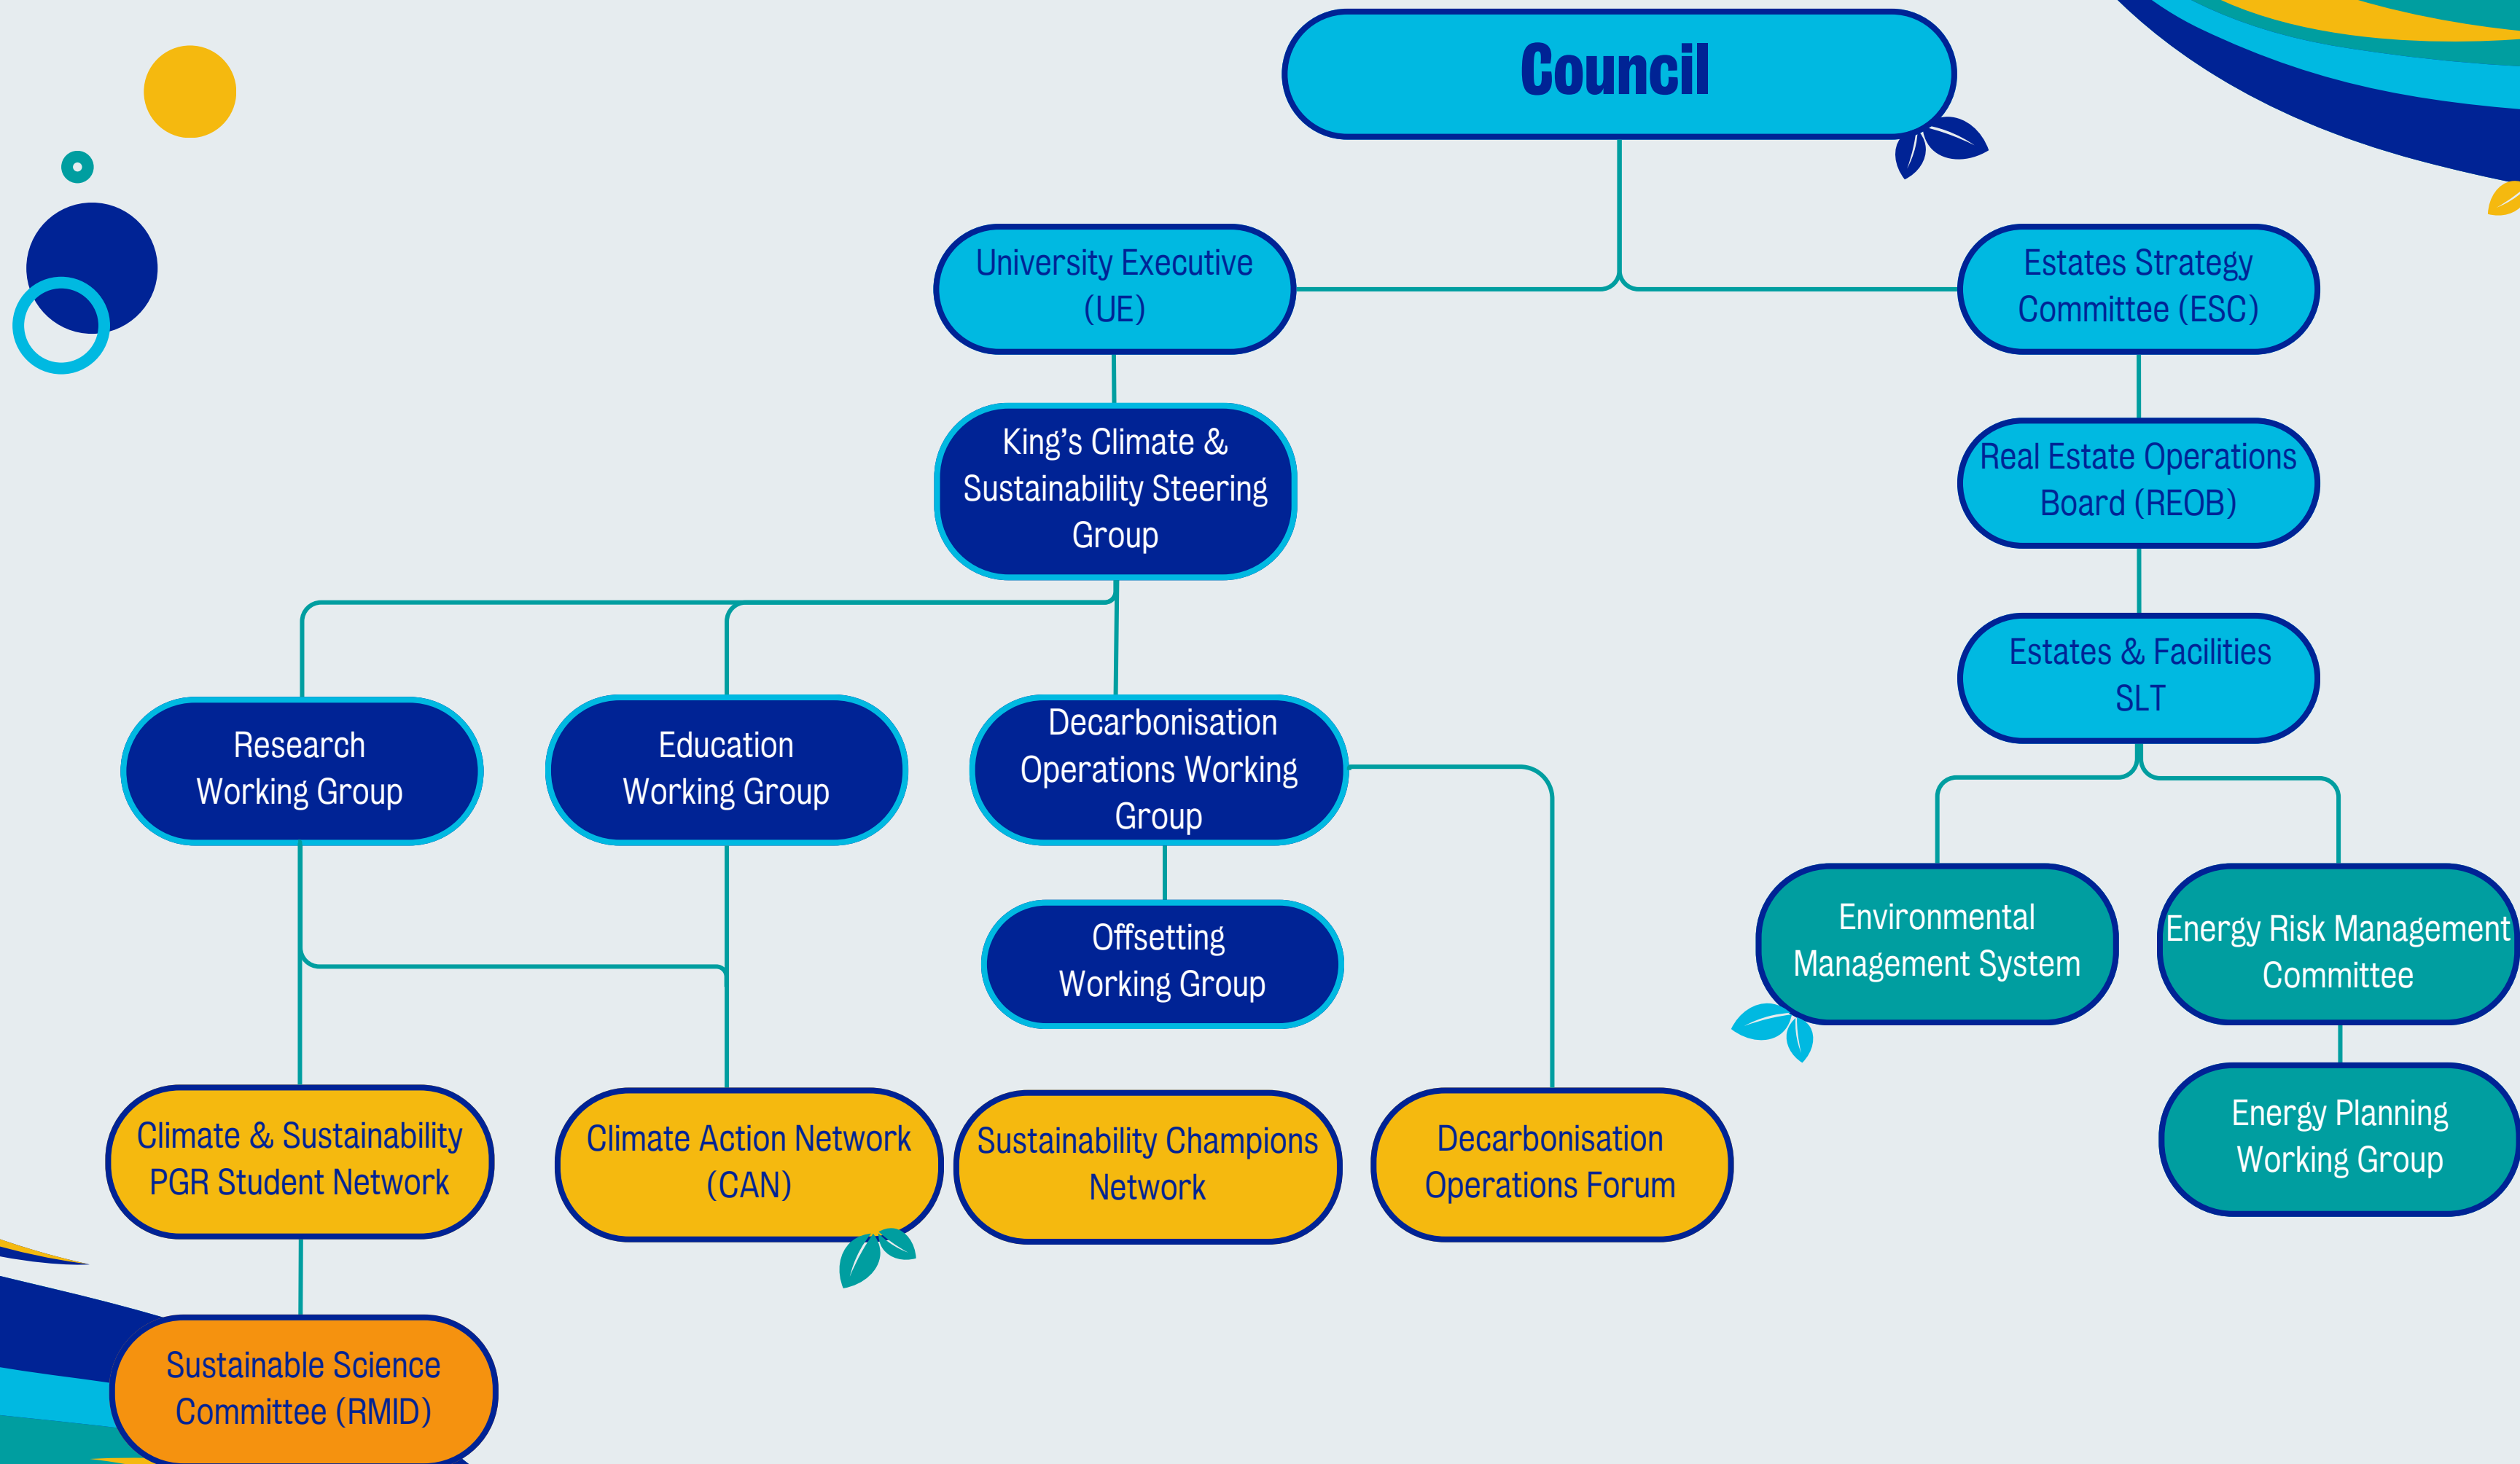 Council
University Executive
(UE)
Estates Strategy
Committee (ESC)
King’s Climate &
Sustainability Steering
Group
Real Estate Operations
Board (REOB)
Estates & Facilities
SLT
Research
Working Group
Education
Working Group
Decarbonisation
Operations Working
Group
Offsetting
Working Group
Environmental
Management System
Energy Risk Management
Committee
Climate & Sustainability
PGR Student Network
Climate Action Network
(CAN)
Sustainability Champions
Network
Decarbonisation
Operations Forum
Energy Planning
Working Group
Sustainable Science
Committee (RMID)